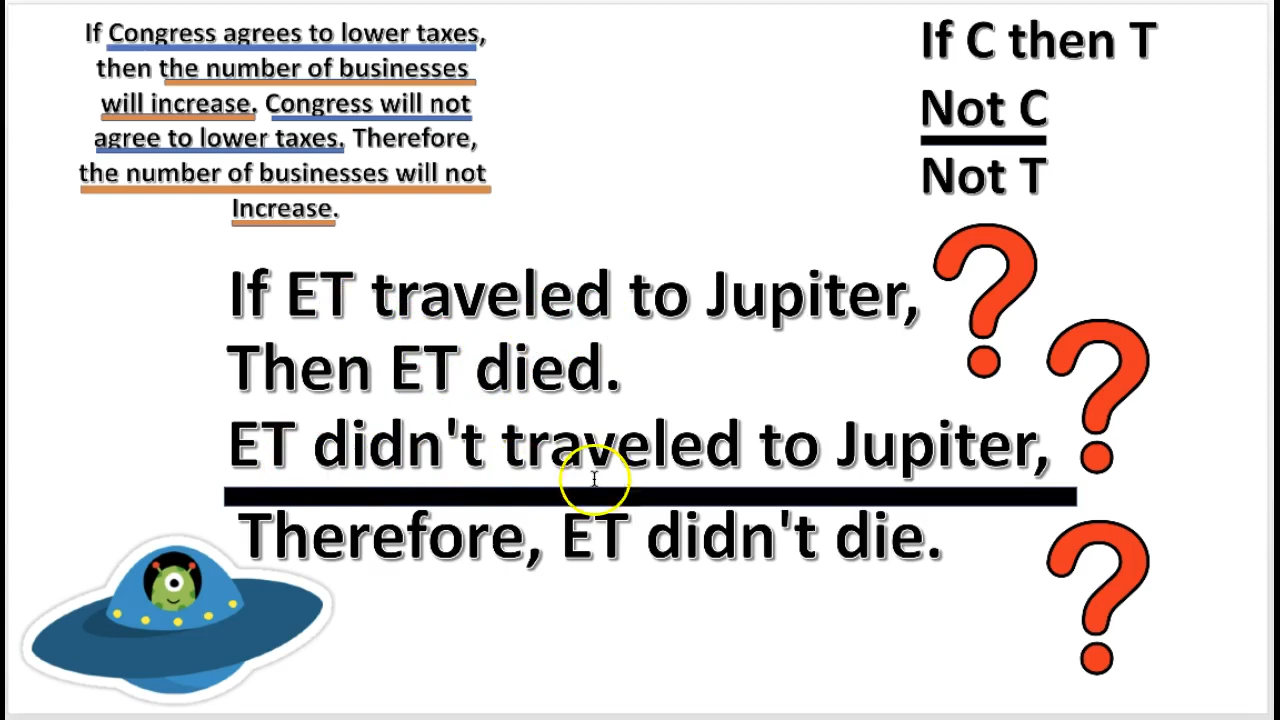 If Congress agrees to lower taxes,
then the number of businesses
will increase. Congress will not
agree to lower taxes. Therefore,
the number of businesses will not
Increase.
If C then T
Not C
Not T
If ET traveled to Jupiter,
Then ET died.
ET didn't traveled to Jupiter,
Therefore, ET didn't die.